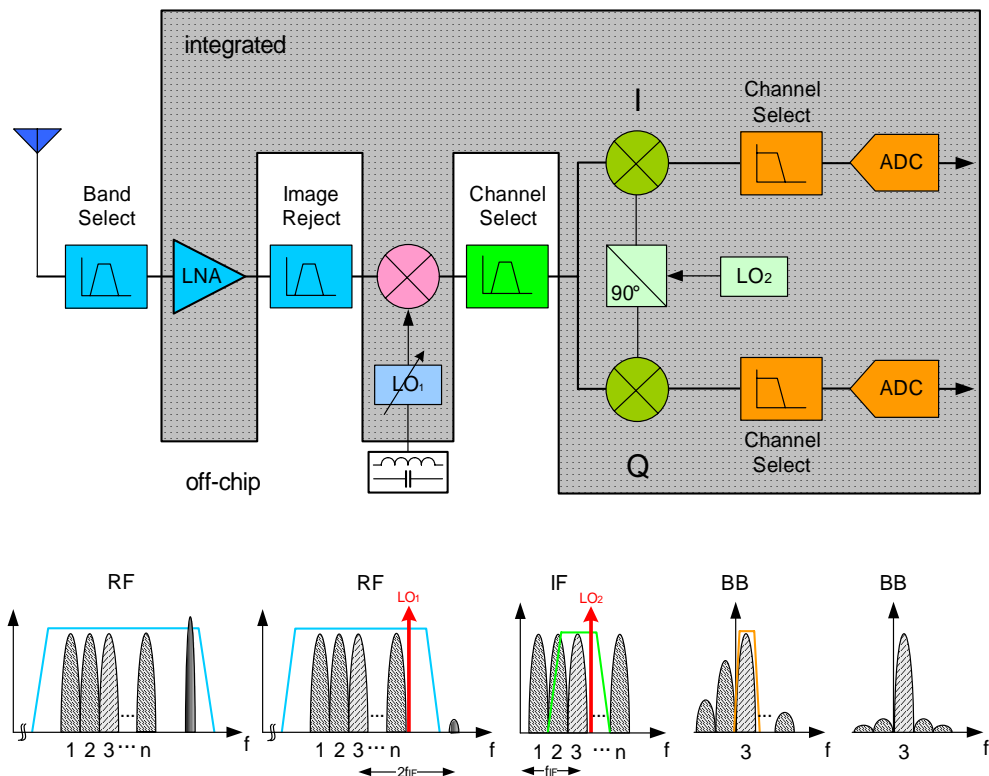 integrated
I
Channel
Select
ADC
Band
Select
Image
Reject
Channel
Select
LNA
90°
LO2
LO1
ADC
Channel
Select
Q
off-chip
RF
RF
IF
BB
BB
LO1
LO2
1 2 3 ... n
f
1 2 3 ... n
f
2fIF
1 2 3 ... n
f
fIF
...
3
f
3
f